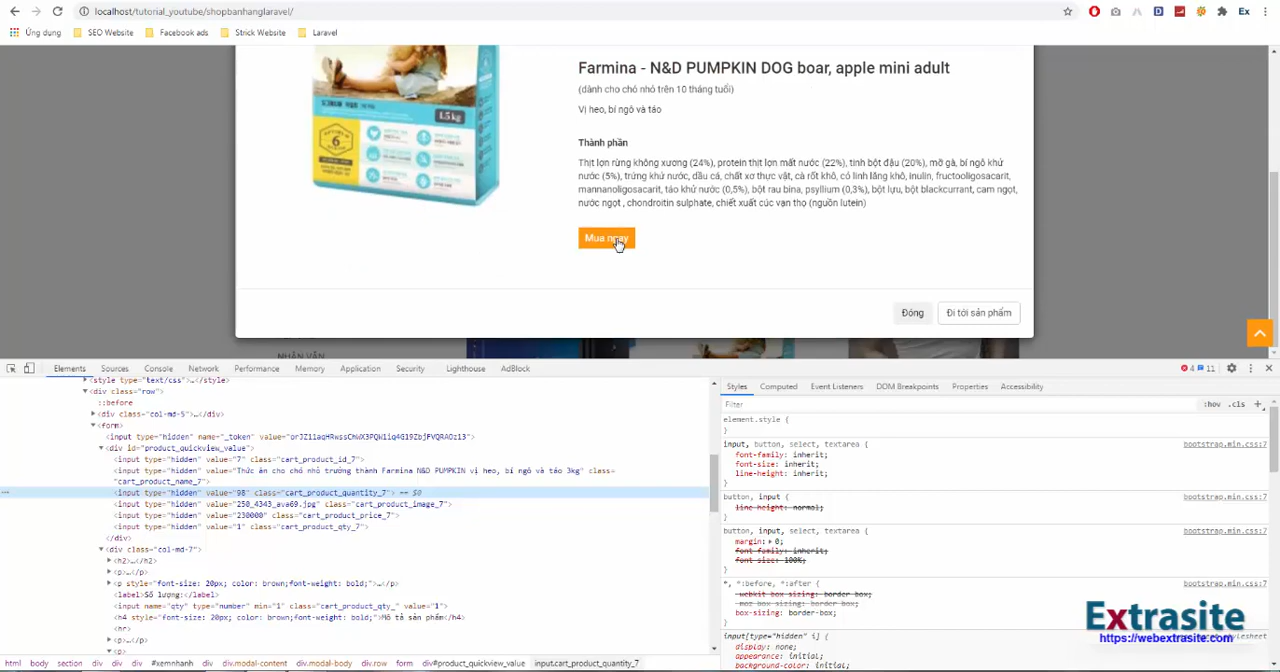 localhost/tutorial_youtube/shopbanhanglaravel/
Ex
Ứng dụng
SEO Website
Facebook ads
Strick Website
Laravel
Farmina - N&D PUMPKIN DOG boar, apple mini adult
(dành cho chó nhỏ trên 10 tháng tuổi)
Vị heo, bí ngô và táo
Thành phần
Thịt lợn rừng không xương (24%), protein thịt lợn mất nước (22%), tinh bột đậu (20%), mỡ gà, bí ngô khử
nước (5%), trứng khử nước, dầu cá, chất xơ thực vật, cà rốt khô, cỏ linh lăng khô, inulin, fructooligosacarit,
mannanoligosacarit, táo khử nước (0,5%), bột rau bina, psyllium (0,3%), bột lựu, bột blackcurrant, cam ngọt,
nước ngọt , chondroitin sulphate, chiết xuất cúc vạn thọ (nguồn lutein)
Mua ngay
1.5 kg
6
Đóng
Đi tới sản phẩm
NHÂN VĂN
Elements
Sources
Console
Network
Performance
Memory
Application
Security
Lighthouse
AdBlock
4
11
<style type="text/css">…</style>
<div class="row">
::before
<div class="col-md-5">…</div>
<form>
<div id="product_quickview_value">
<input type="hidden" value="7" class="cart_product_id_7">
<input type="hidden" value="Thức ăn cho chó nhỏ trưởng thành Farmina N&D PUMPKIN vị heo, bí ngô và táo 3kg" class=
"cart_product_name_7">
<input type="hidden" value="98" class="cart_product_quantity_7"> == $0
<input type="hidden" value="250_4343_ava69.jpg" class="cart_product_image_7">
<input type="hidden" value="230000" class="cart_product_price_7">
<input type="hidden" value="1" class="cart_product_qty_7">
</div>
<div class="col-md-7">
<h2>…</h2>
<p>…</p>
<p style="font-size: 20px; color: brown;font-weight: bold;">…</p>
<label>Số lượng:</label>
<input name="qty" type="number" min="1" class="cart_product_qty_" value="1">
<h4 style="font-size: 20px; color: brown;font-weight: bold;">Mô tả sản phẩm</h4>
<hr>
<p>…</p>
<p>…</p>
html body section div div div #xemnhanh div div.modal-content div.modal-body div.row form div#product_quickview_value input.cart_product_quantity_7
Styles
Computed
Event Listeners
DOM Breakpoints
Properties
Accessibility
Filter
:hov .cls +
element.style {
}
input, button, select, textarea { bootstrap.min.css:7
font-family: inherit;
font-size: inherit;
line-height: inherit;
}
button, input { bootstrap.min.css:7
line-height: normal;
}
button, input, select, textarea { bootstrap.min.css:7
margin: 0;
font-family: inherit;
font-size: 100%;
}
*, *:before, *:after { bootstrap.min.css:7
-webkit-box-sizing: border-box;
-moz-box-sizing: border-box;
box-sizing: border-box;
}
input[type="hidden" i] {
display: none;
appearance: initial;
background-color: initial;
Extrasite
https://webextrasite.com